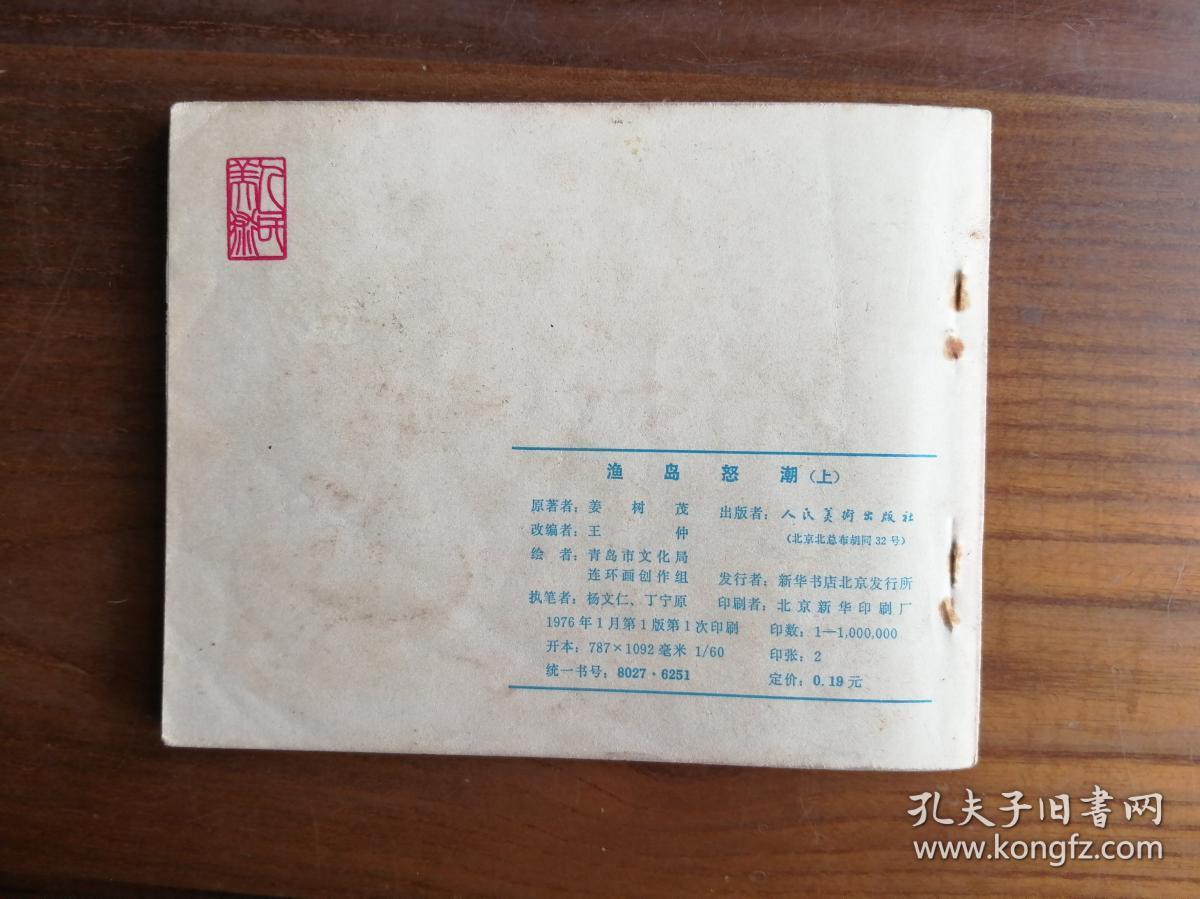 人民
美术
渔岛怒潮（上）
原著者：姜树茂
改编者：王仲
绘者：青岛市文化局
连环画创作组
执笔者：杨文仁、丁宁原
1976年1月第1版第1次印刷
开本：787×1092毫米 1/60
统一书号：8027·6251
出版者：人民美術出版社
（北京北总布胡同32号）
发行者：新华书店北京发行所
印刷者：北京新华印刷厂
印数：1—1,000,000
印张：2
定价：0.19元
孔夫子旧书网
www.kongfz.com